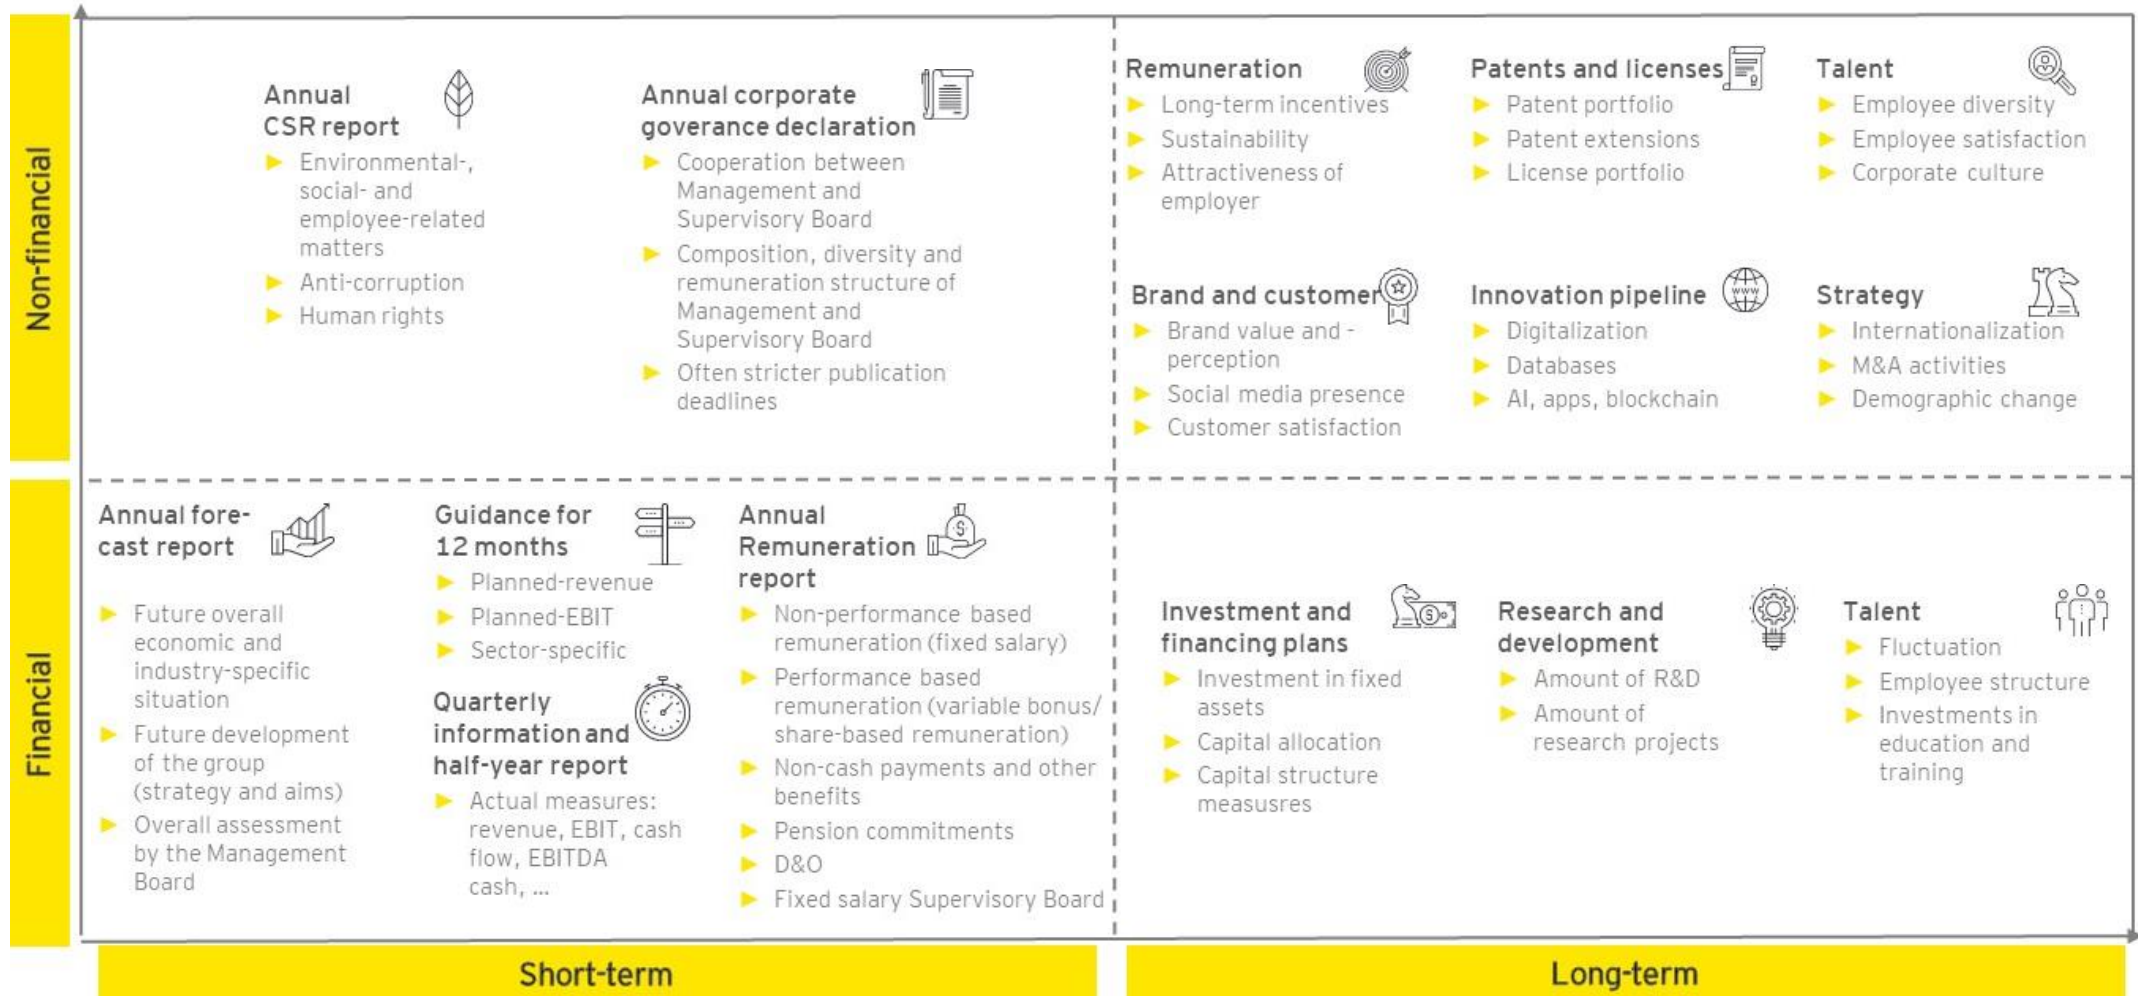 Non-financial
Annual
CSR report
Environmental-,
social- and
employee-related
matters
Anti-corruption
Human rights
Annual corporate
goverance declaration
Cooperation between
Management and
Supervisory Board
Composition, diversity and
remuneration structure of
Management and
Supervisory Board
Often stricter publication
deadlines
Remuneration
Long-term incentives
Sustainability
Attractiveness of
employer
Patents and licenses
Patent portfolio
Patent extensions
License portfolio
Talent
Employee diversity
Employee satisfaction
Corporate culture
Brand and customer
Brand value and -
perception
Social media presence
Customer satisfaction
Innovation pipeline
www
Digitalization
Databases
AI, apps, blockchain
Strategy
Internationalization
M&A activities
Demographic change
Financial
Annual fore-
cast report
Future overall
economic and
industry-specific
situation
Future development
of the group
(strategy and aims)
Overall assessment
by the Management
Board
Guidance for
12 months
Planned-revenue
Planned-EBIT
Sector-specific
Quarterly
information and
half-year report
Actual measures:
revenue, EBIT, cash
flow, EBITDA
cash, ...
Annual
Remuneration
report
$
Non-performance based
remuneration (fixed salary)
Performance based
remuneration (variable bonus/
share-based remuneration)
Non-cash payments and other
benefits
Pension commitments
D&O
Fixed salary Supervisory Board
Investment and
financing plans
$
Investment in fixed
assets
Capital allocation
Capital structure
measusres
Research and
development
Amount of R&D
Amount of
research projects
Talent
Fluctuation
Employee structure
Investments in
education and
training
Short-term
Long-term